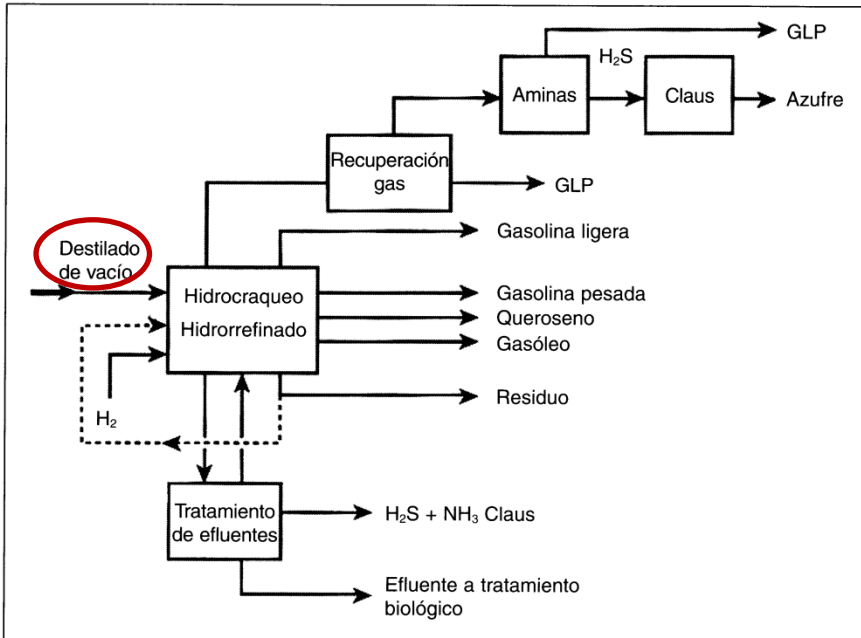 GLP
H₂S
Aminas
Claus
Azufre
Recuperación
gas
GLP
Gasolina ligera
Destilado
de vacío
Hidrocraqueo
Hidrorrefinado
Gasolina pesada
Queroseno
Gasóleo
Residuo
H₂
Tratamiento
de efluentes
H₂S + NH₃ Claus
Efluente a tratamiento
biológico